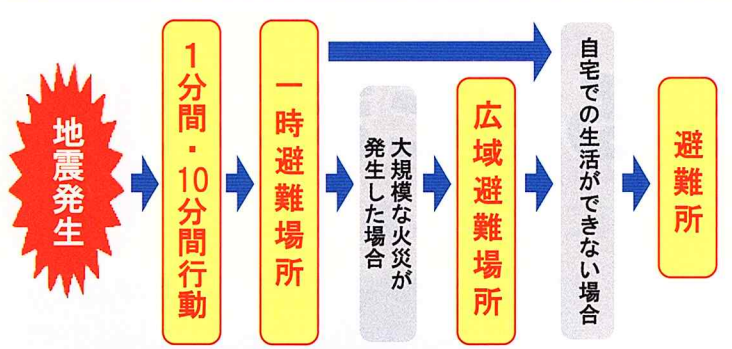 地震発生
1分間・10分間行動
一時避難場所
大規模な火災が
発生した場合
広域避難場所
自宅での生活ができない場合
避難所